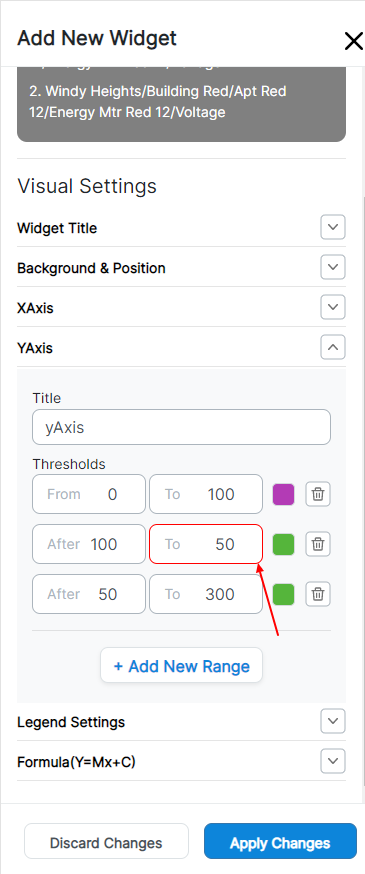 Add New Widget
2. Windy Heights/Building Red/Apt Red
12/Energy Mtr Red 12/Voltage
Visual Settings
Widget Title
Background & Position
XAxis
YAxis
Title
yAxis
Thresholds
From 0 To 100
After 100 To 50
After 50 To 300
+ Add New Range
Legend Settings
Formula(Y=Mx+C)
Discard Changes Apply Changes